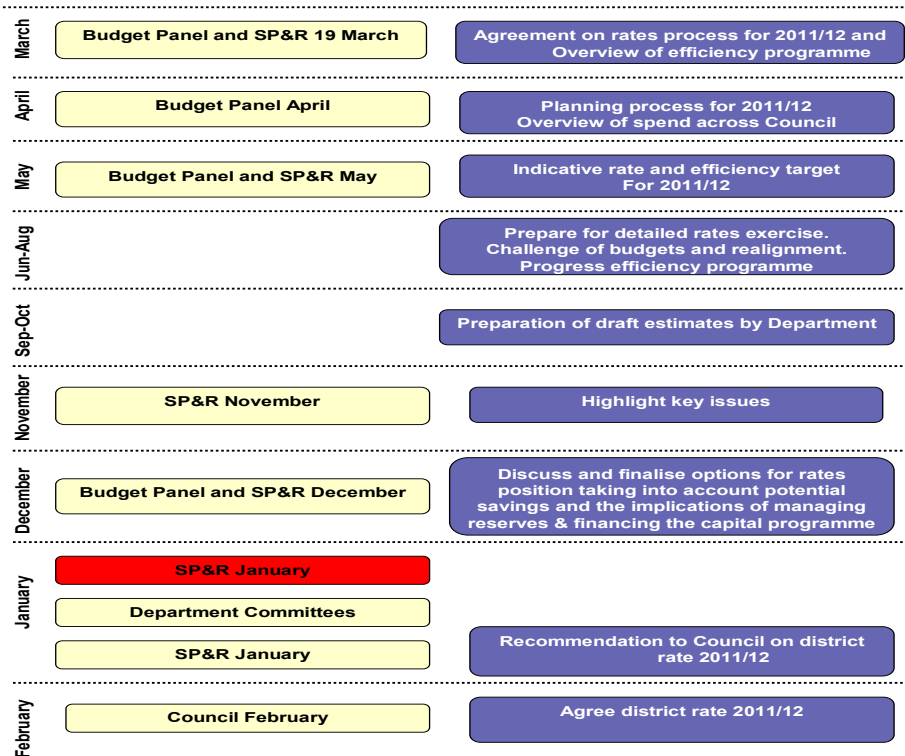 March
Budget Panel and SP&R 19 March
Agreement on rates process for 2011/12 and
Overview of efficiency programme
April
Budget Panel April
Planning process for 2011/12
Overview of spend across Council
May
Budget Panel and SP&R May
Indicative rate and efficiency target
For 2011/12
Jun-Aug
Prepare for detailed rates exercise.
Challenge of budgets and realignment.
Progress efficiency programme
Sep-Oct
Preparation of draft estimates by Department
November
SP&R November
Highlight key issues
December
Budget Panel and SP&R December
Discuss and finalise options for rates
position taking into account potential
savings and the implications of managing
reserves & financing the capital programme
January
SP&R January
Department Committees
SP&R January
Recommendation to Council on district
rate 2011/12
February
Council February
Agree district rate 2011/12